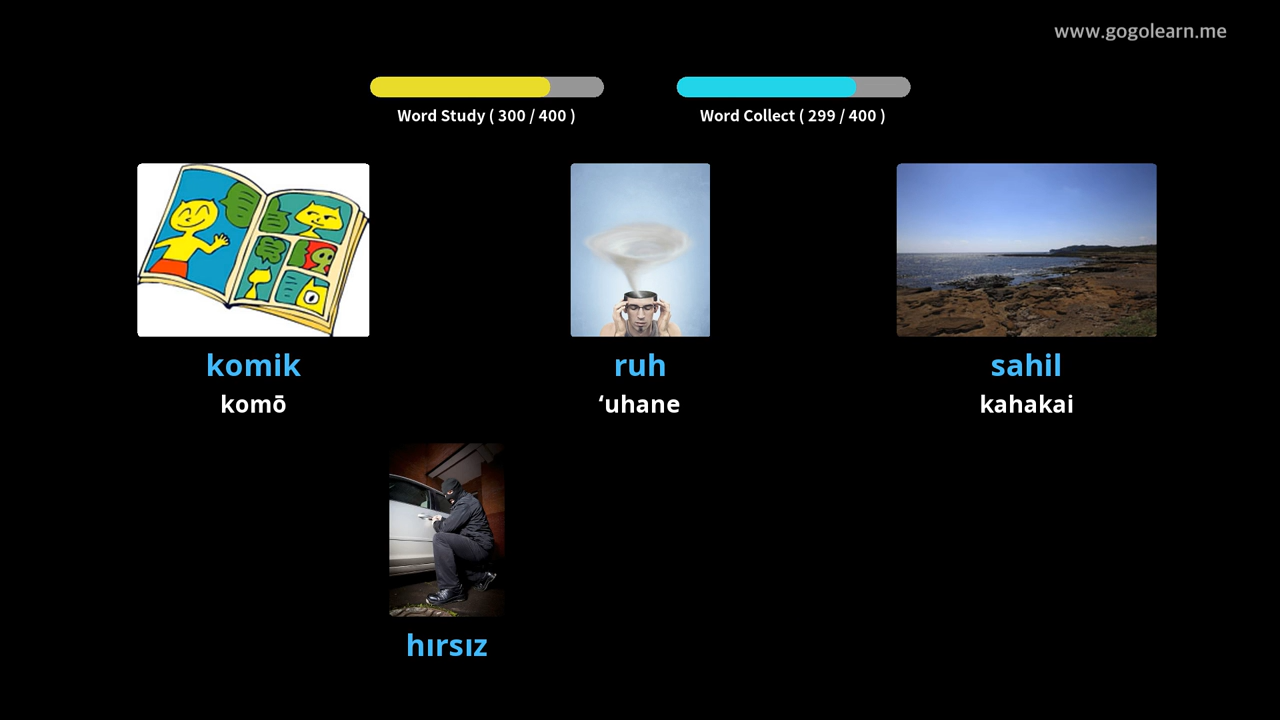 www.gogolearn.me
Word Study ( 300 / 400 )
Word Collect ( 299 / 400 )
komik
komō
ruh
ʻuhane
sahil
kahakai
hırsız